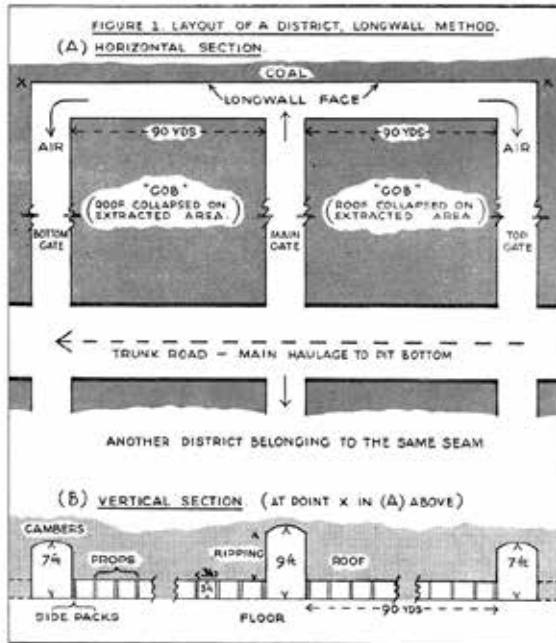 FIGURE 1. LAYOUT OF A DISTRICT, LONGWALL METHOD.
(A) HORIZONTAL SECTION.
COAL
X
X
LONGWALL FACE
90 YDS
90 YDS
AIR
AIR
"GOB"
(ROOF COLLAPSED ON
EXTRACTED AREA.)
"GOB"
(ROOF COLLAPSED ON
EXTRACTED AREA.)
BOTTOM
GATE
MAIN
GATE
TOP
GATE
TRUNK ROAD — MAIN HAULAGE TO PIT BOTTOM
ANOTHER DISTRICT BELONGING TO THE SAME SEAM
(B) VERTICAL SECTION. (AT POINT X IN (A) ABOVE)
CAMBERS
7ft
PROPS
RIPPING
9ft
ROOF
7ft
SIDE PACKS
FLOOR
90 YDS